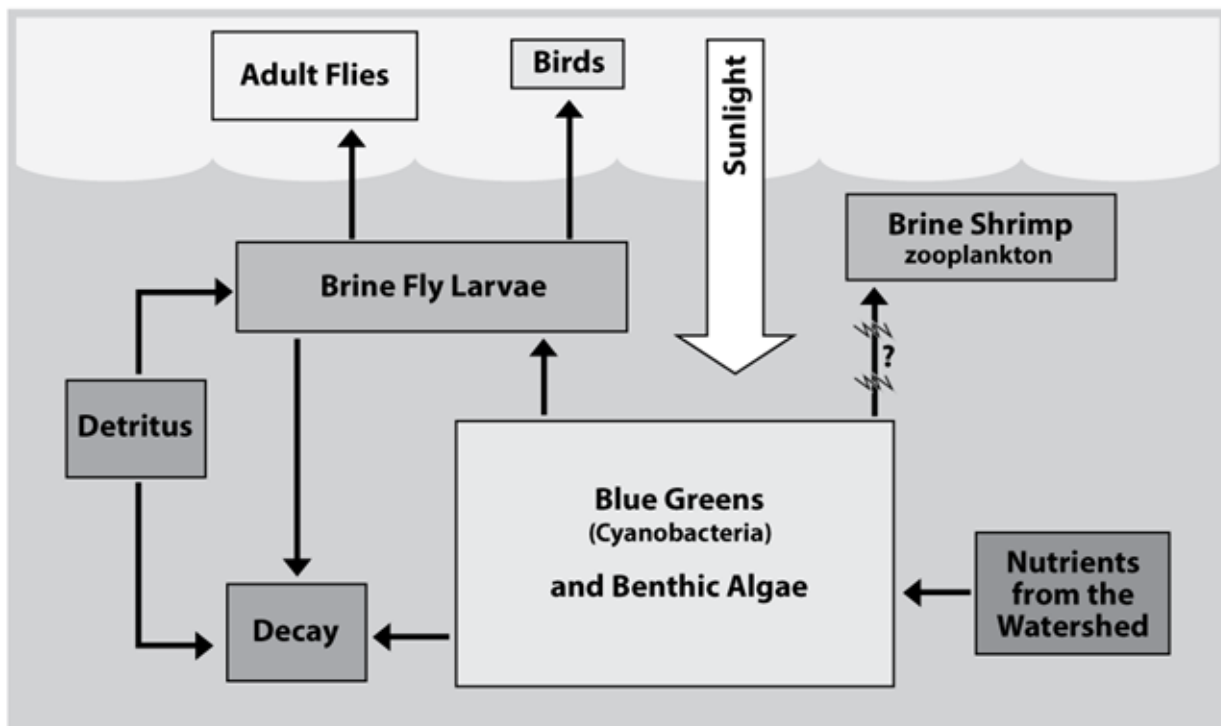 Adult Flies
Birds
Sunlight
Brine Shrimp
zooplankton
Brine Fly Larvae
?
Detritus
Blue Greens
(Cyanobacteria)
and Benthic Algae
Nutrients
from the
Watershed
Decay